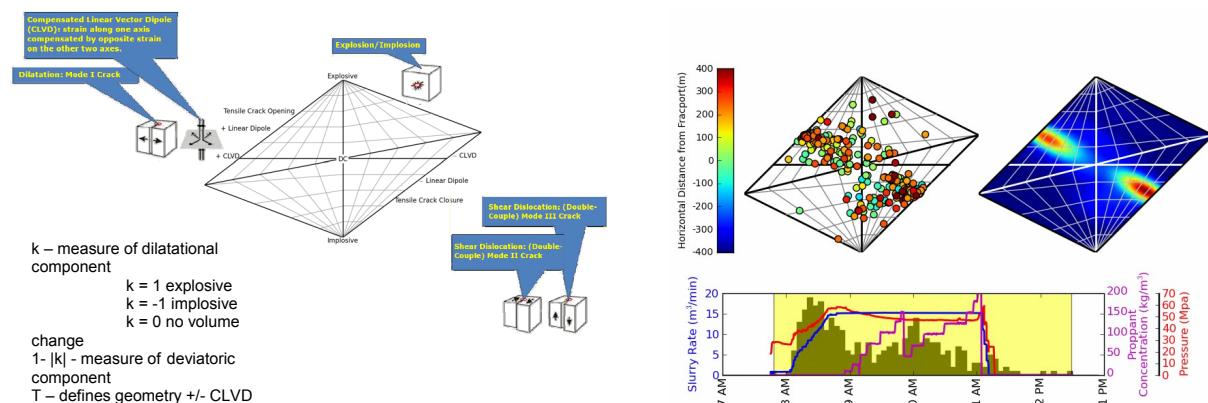 Compensated Linear Vector Dipole
(CLVD): strain along one axis
compensated by opposite strain
on the other two axes.
Dilatation: Mode I Crack
Explosion/Implosion
Explosive
Tensile Crack Opening
+ Linear Dipole
+ CLVD
DC
- CLVD
- Linear Dipole
Tensile Crack Closure
Implosive
Shear Dislocation: (Double-
Couple) Mode III Crack
Shear Dislocation: (Double-
Couple) Mode II Crack
k – measure of dilatational
component
k = 1 explosive
k = -1 implosive
k = 0 no volume
change
1- |k| - measure of deviatoric
component
T – defines geometry +/- CLVD
Horizontal Distance from Fracport(m)
400
300
200
100
0
-100
-200
-300
-400
Slurry Rate (m³/min)
20
15
10
5
0
200
150
100
50
0
Proppant
Concentration (kg/m³)
70
60
50
40
30
20
10
0
Pressure (Mpa)
7 AM
8 AM
9 AM